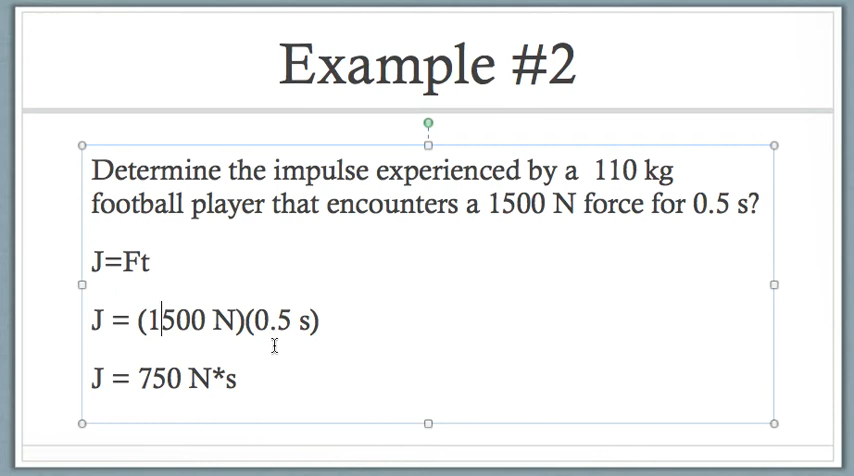 Example #2
Determine the impulse experienced by a 110 kg
football player that encounters a 1500 N force for 0.5 s?
J=Ft
J = (1500 N)(0.5 s)
J = 750 N*s